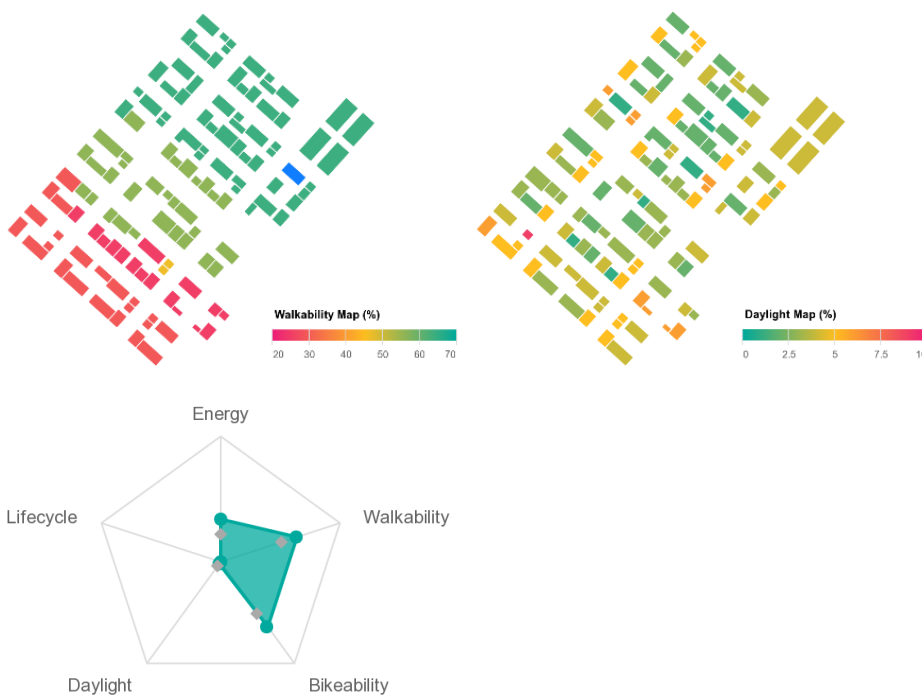 Walkability Map (%)
20 30 40 50 60 70
Daylight Map (%)
0 2.5 5 7.5
Energy
Lifecycle
Walkability
Daylight
Bikeability